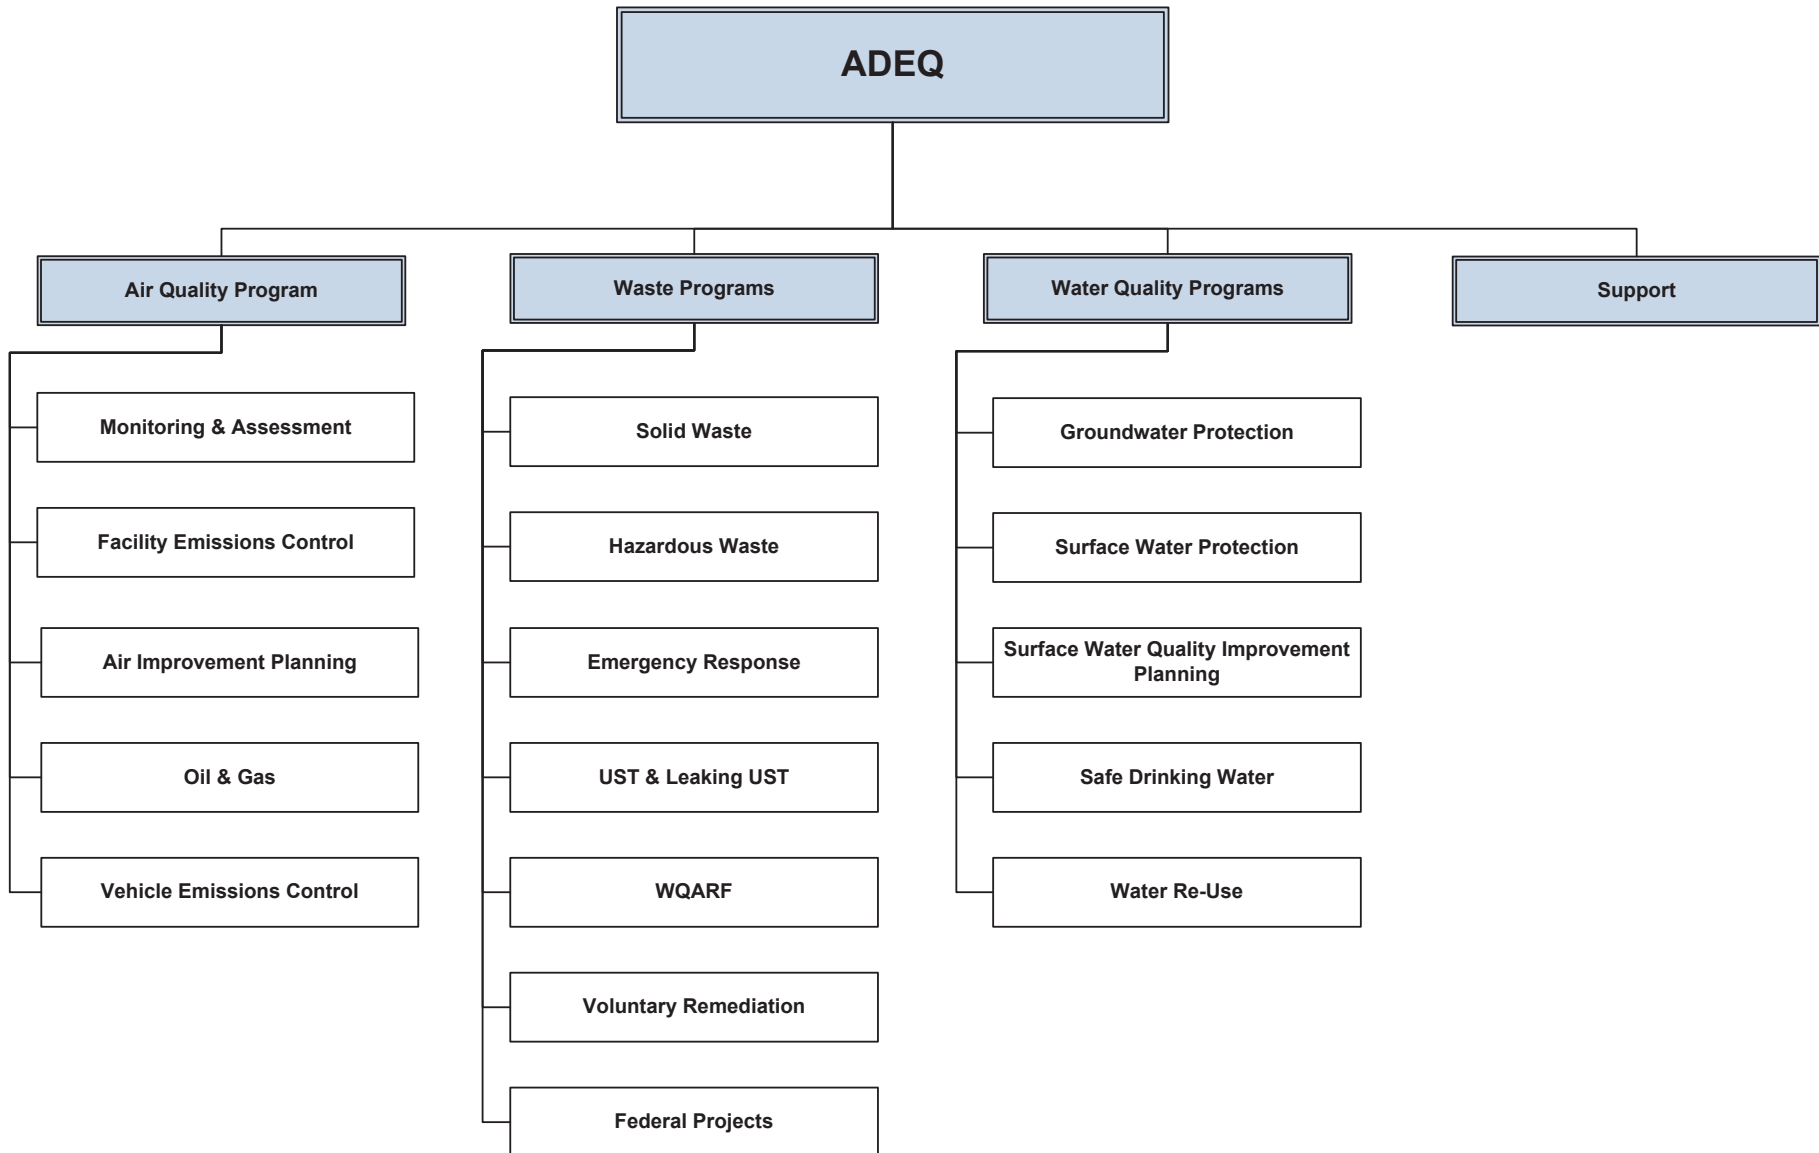 ADEQ
Air Quality Program
Waste Programs
Water Quality Programs
Support
Monitoring & Assessment
Facility Emissions Control
Air Improvement Planning
Oil & Gas
Vehicle Emissions Control
Solid Waste
Hazardous Waste
Emergency Response
UST & Leaking UST
WQARF
Voluntary Remediation
Federal Projects
Groundwater Protection
Surface Water Protection
Surface Water Quality Improvement
Planning
Safe Drinking Water
Water Re-Use